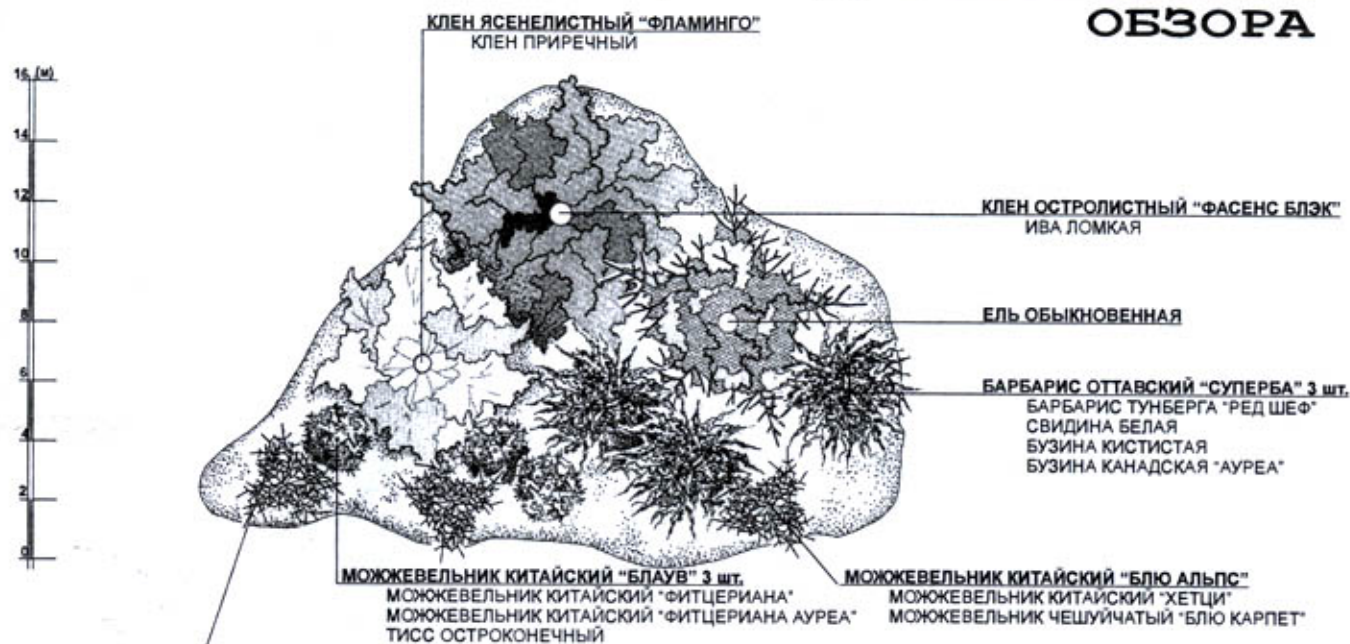 ОБЗОРА
КЛЕН ЯСЕНЕЛИСТНЫЙ "ФЛАМИНГО"
КЛЕН ПРИРЕЧНЫЙ
16 (м)
14
12
10
8
6
4
2
0
КЛЕН ОСТРОЛИСТНЫЙ "ФАСЕНС БЛЭК"
ИВА ЛОМКАЯ
ЕЛЬ ОБЫКНОВЕННАЯ
БАРБАРИС ОТТАВСКИЙ "СУПЕРБА" 3 шт.
БАРБАРИС ТУНБЕРГА "РЕД ШЕФ"
СВИДИНА БЕЛАЯ
БУЗИНА КИСТИСТАЯ
БУЗИНА КАНАДСКАЯ "АУРЕА"
МОЖЖЕВЕЛЬНИК КИТАЙСКИЙ "БЛАУВ" 3 шт.
МОЖЖЕВЕЛЬНИК КИТАЙСКИЙ "ФИТЦЕРИАНА"
МОЖЖЕВЕЛЬНИК КИТАЙСКИЙ "ФИТЦЕРИАНА АУРЕА"
ТИСС ОСТРОКОНЕЧНЫЙ
МОЖЖЕВЕЛЬНИК КИТАЙСКИЙ "БЛЮ АЛЬПС"
МОЖЖЕВЕЛЬНИК КИТАЙСКИЙ "ХЕТЦИ"
МОЖЖЕВЕЛЬНИК ЧЕШУЙЧАТЫЙ "БЛЮ КАРПЕТ"